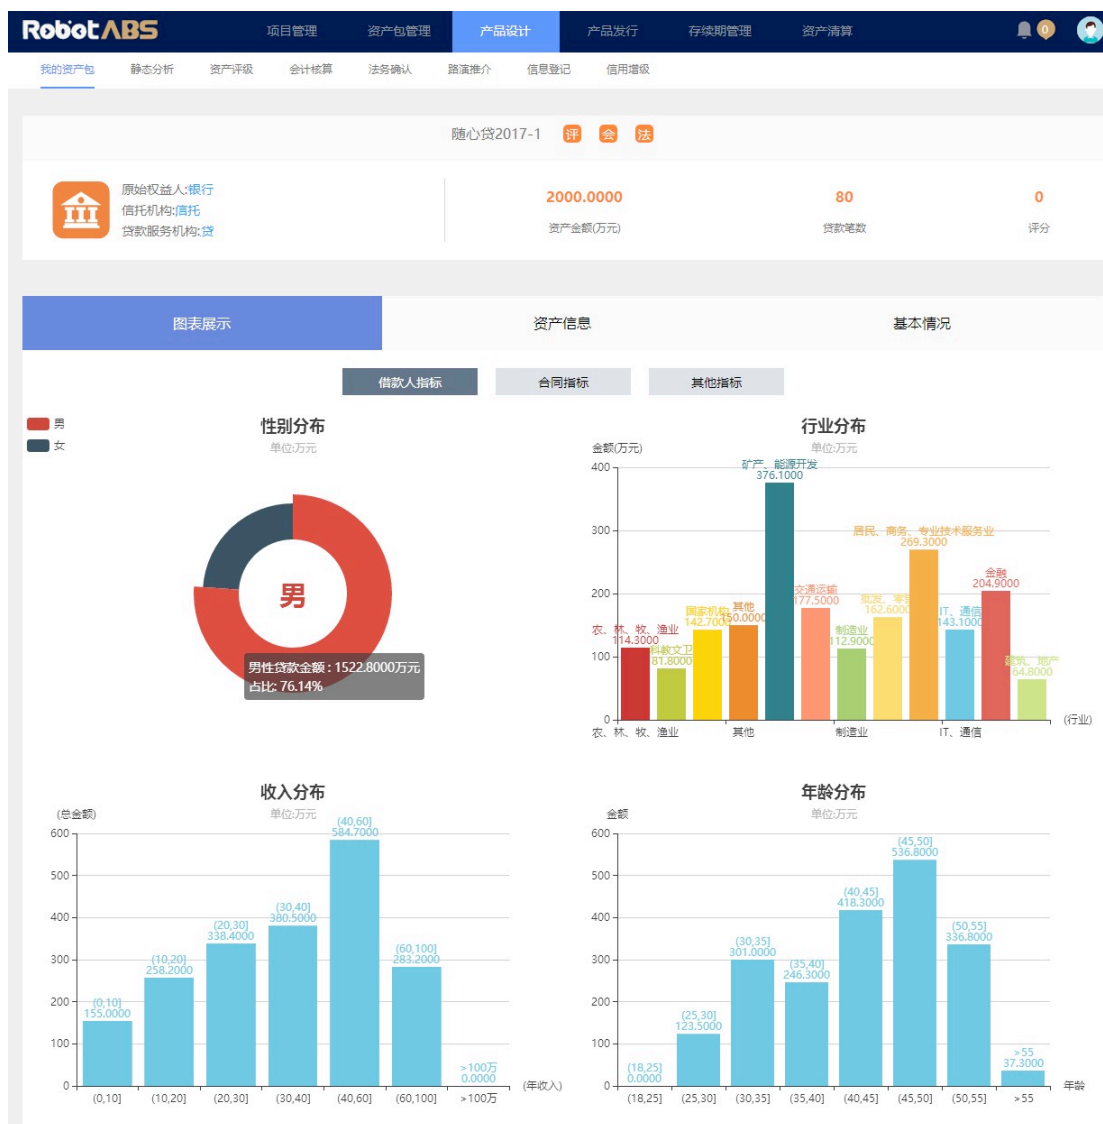 RobotABS 项目管理 资产包管理 产品设计 产品发行 存续期管理 资产清算 0
我的资产包 静态分析 资产评级 会计核算 法务确认 路演推介 信息登记 信用增级
随心贷2017-1 评 会 法
原始权益人:银行
信托机构:信托
贷款服务机构:贷
2000.0000 80 0
资产金额(万元) 贷款笔数 评分
图表展示 资产信息 基本情况
借款人指标 合同指标 其他指标
男
女
性别分布
单位:万元
男
男性贷款金额 : 1522.8000万元
占比: 76.14%
行业分布
单位:万元
金额(万元)
400
300
200
100
0
农、林、牧、渔业
114.3000
科教文卫
81.8000
国家机构
142.7000
其他
150.0000
矿产、能源开发
376.1000
交通运输
177.5000
制造业
112.9000
批发、零售
162.6000
居民、商务、专业技术服务业
269.3000
IT、通信
143.1000
金融
204.9000
建筑、地产
64.8000
农、林、牧、渔业 其他 制造业 IT、通信
(行业)
收入分布
单位:万元
(总金额)
600
500
400
300
200
100
0
(0,10]
155.0000
(10,20]
258.2000
(20,30]
338.4000
(30,40]
380.5000
(40,60]
584.7000
(60,100]
283.2000
>100万
0.0000
(0,10] (10,20] (20,30] (30,40] (40,60] (60,100] >100万
(年收入)
年龄分布
单位:万元
金额
600
500
400
300
200
100
0
(18,25]
0.0000
(25,30]
123.5000
(30,35]
301.0000
(35,40]
246.3000
(40,45]
418.3000
(45,50]
536.8000
(50,55]
336.8000
>55
37.3000
(18,25] (25,30] (30,35] (35,40] (40,45] (45,50] (50,55] >55
年龄